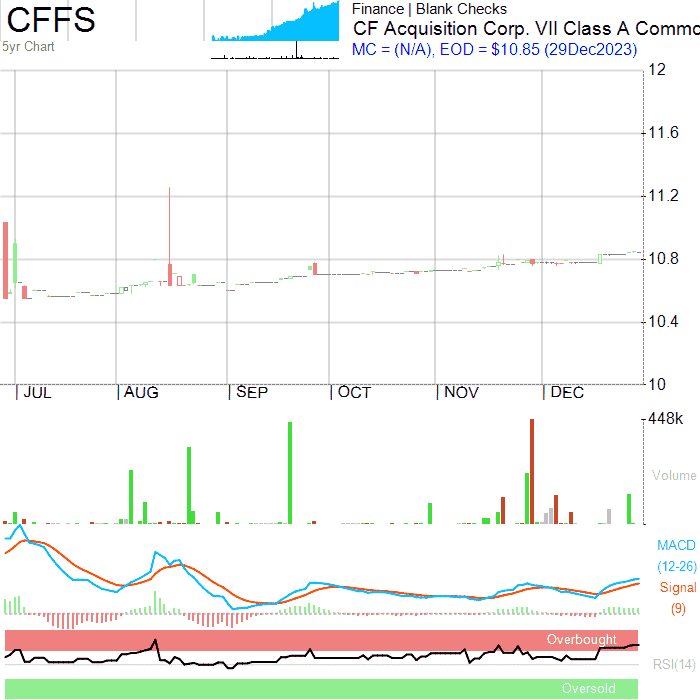 CFFS
5yr Chart
Finance | Blank Checks
CF Acquisition Corp. VII Class A Commo
MC = (N/A), EOD = $10.85 (29Dec2023)
12
11.6
11.2
10.8
10.4
10
JUL
AUG
SEP
OCT
NOV
DEC
448k
Volume
MACD
(12-26)
Signal
(9)
Overbought
RSI(14)
Oversold